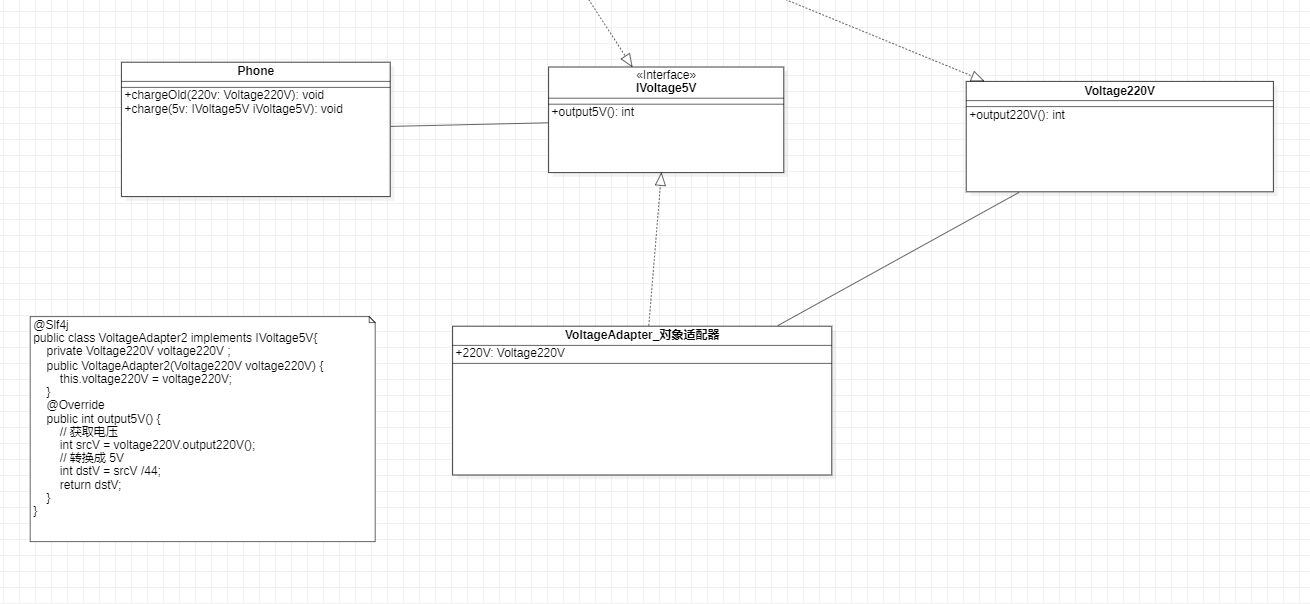 Phone
+chargeOld(220v: Voltage220V): void
+charge(5v: IVoltage5V iVoltage5V): void
«Interface»
IVoltage5V
+output5V(): int
Voltage220V
+output220V(): int
VoltageAdapter_对象适配器
+220V: Voltage220V
@Slf4j
public class VoltageAdapter2 implements IVoltage5V{
    private Voltage220V voltage220V ;
    public VoltageAdapter2(Voltage220V voltage220V) {
        this.voltage220V = voltage220V;
    }
    @Override
    public int output5V() {
        // 获取电压
        int srcV = voltage220V.output220V();
        // 转换成 5V
        int dstV = srcV /44;
        return dstV;
    }
}